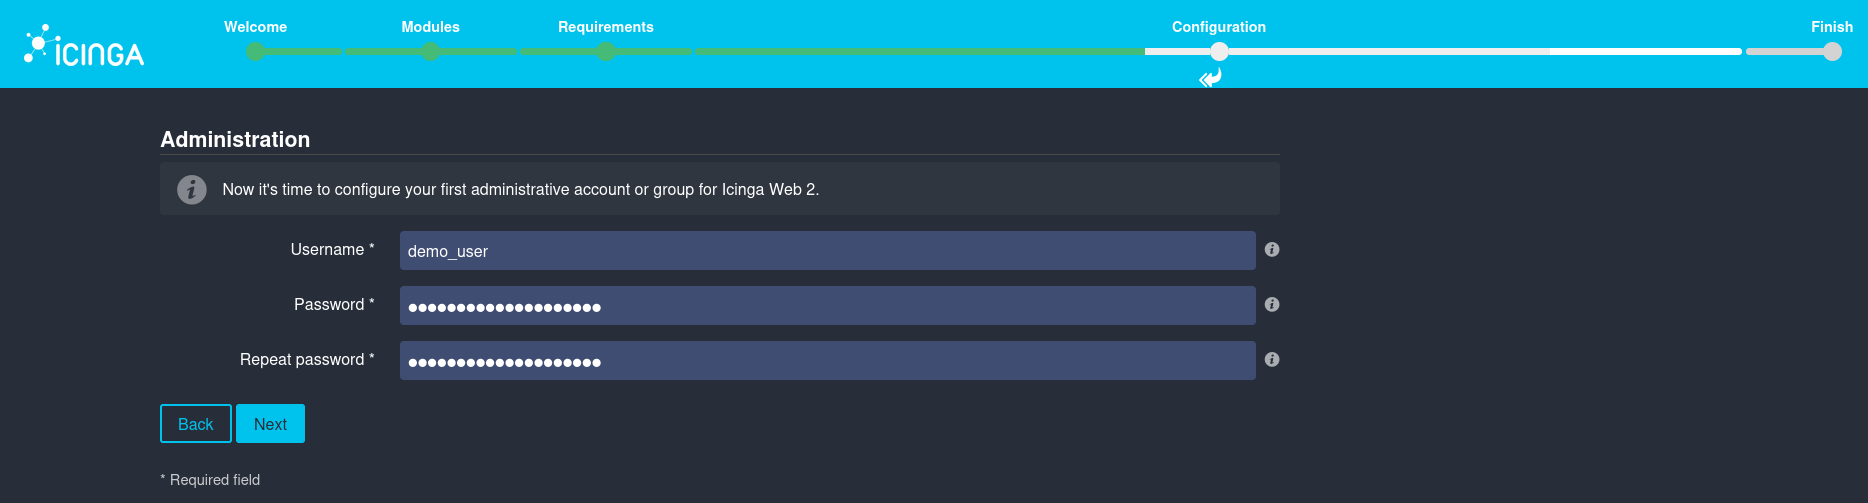 Welcome Modules Requirements Configuration Finish
ICINGA
Administration
Now it's time to configure your first administrative account or group for Icinga Web 2.
Username * demo_user
Password * ●●●●●●●●●●●●●●●●●●●●
Repeat password * ●●●●●●●●●●●●●●●●●●●●
Back Next
* Required field